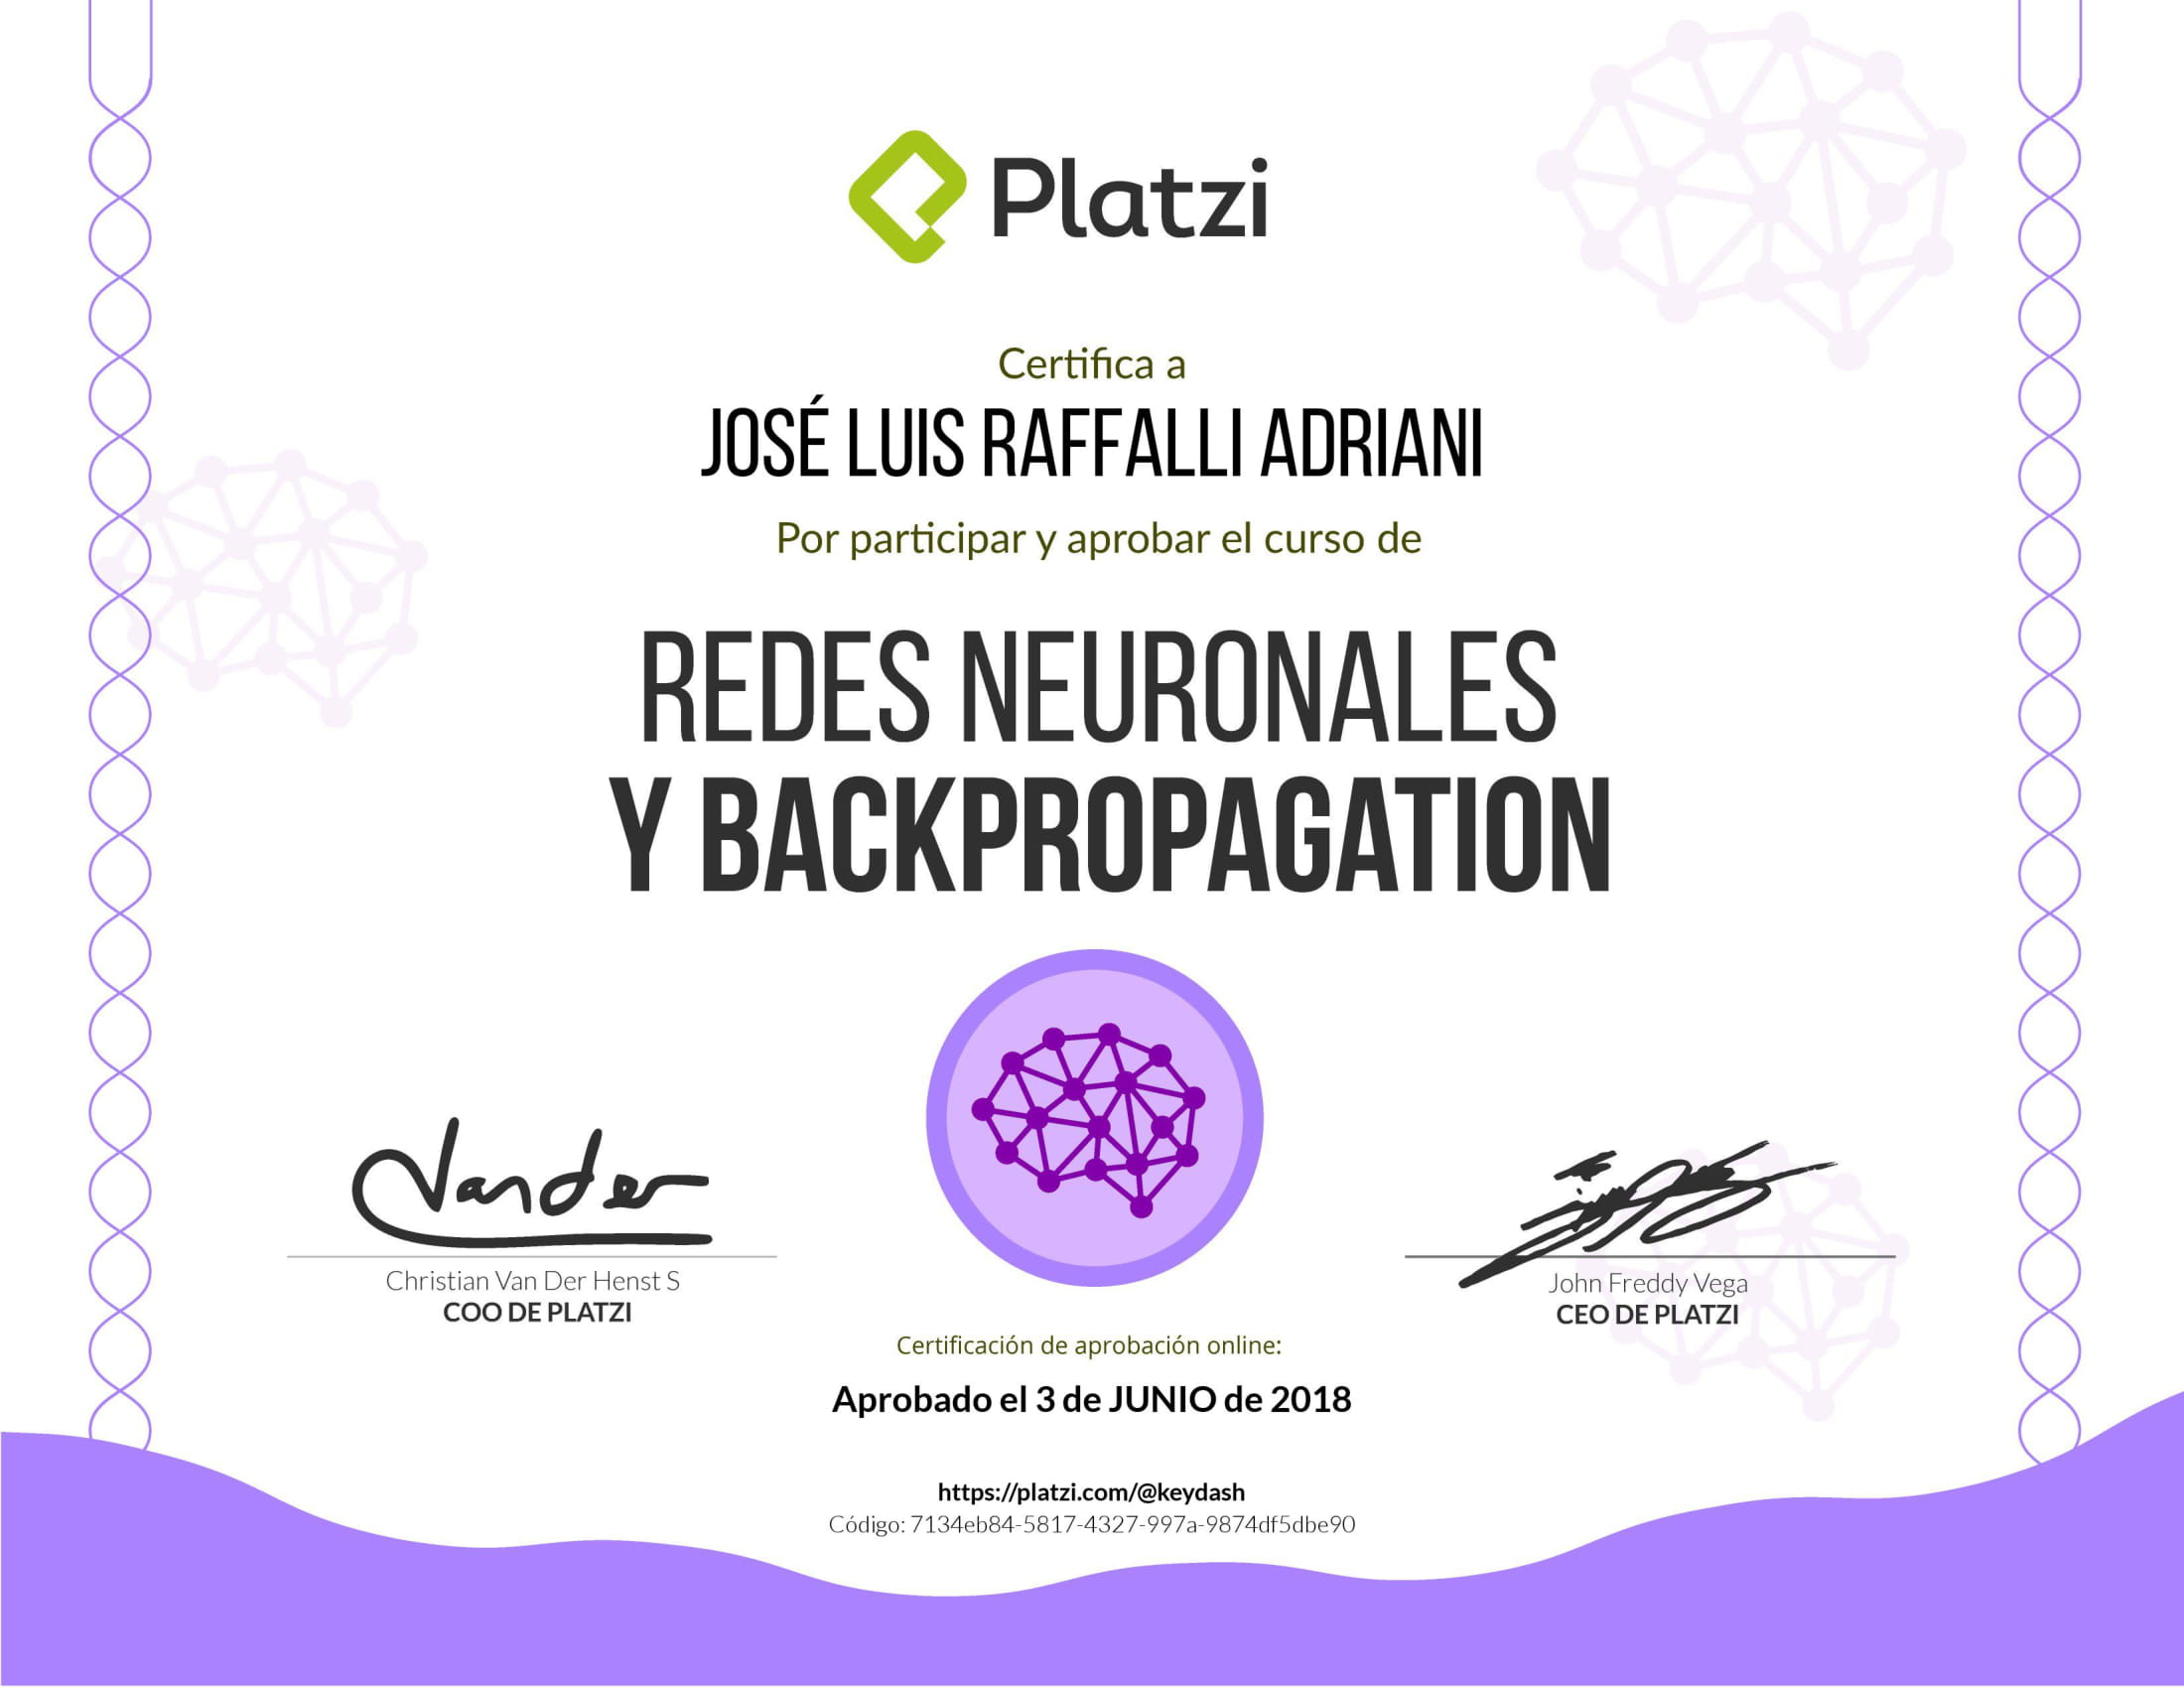 Platzi
Certifica a
JOSÉ LUIS RAFFALLI ADRIANI
Por participar y aprobar el curso de
REDES NEURONALES
Y BACKPROPAGATION
Vander
Christian Van Der Henst S
COO DE PLATZI
John Freddy Vega
CEO DE PLATZI
Certificación de aprobación online:
Aprobado el 3 de JUNIO de 2018
https://platzi.com/@keydash
Código: 7134eb84-5817-4327-997a-9874df5dbe90